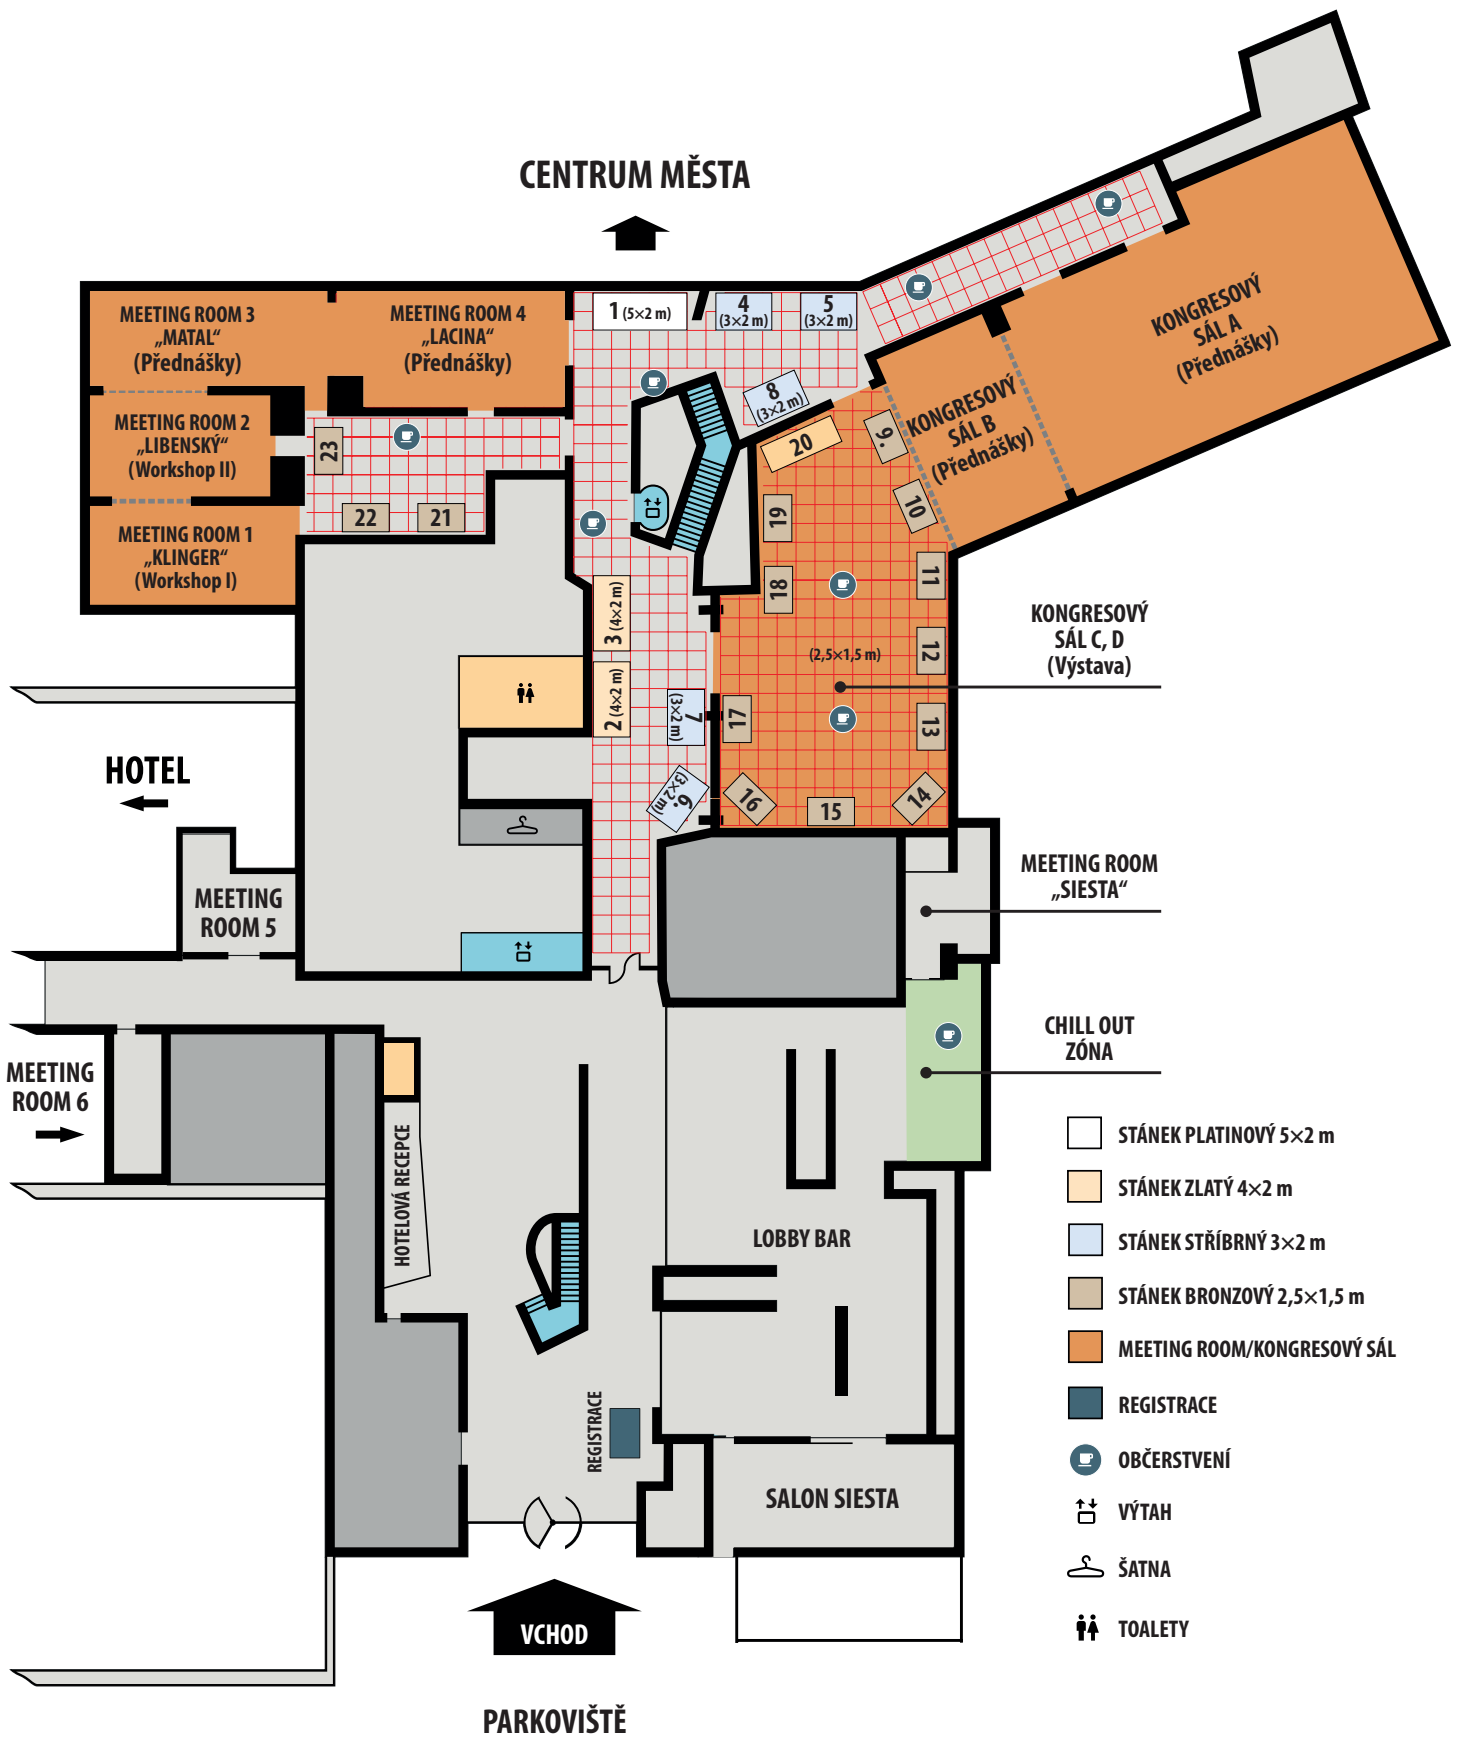 CENTRUM MĚSTA
MEETING ROOM 3
„MATAL“
(Přednášky)
MEETING ROOM 4
„LACINA“
(Přednášky)
1 (5×2 m)
4
(3×2 m)
5
(3×2 m)
KONGRESOVÝ
SÁL A
(Přednášky)
MEETING ROOM 2
„LIBENSKÝ“
(Workshop II)
8
(3×2 m)
KONGRESOVÝ
SÁL B
(Přednášky)
9.
20
23
22
21
19
10
MEETING ROOM 1
„KLINGER“
(Workshop I)
18
11
3 (4×2 m)
KONGRESOVÝ
SÁL C, D
(Výstava)
(2,5×1,5 m)
12
2 (4×2 m)
7
(3×2 m)
17
13
HOTEL
6.
(3×2 m)
16
15
14
MEETING ROOM
„SIESTA“
MEETING
ROOM 5
CHILL OUT
ZÓNA
MEETING
ROOM 6
HOTELOVÁ RECEPCE
LOBBY BAR
STÁNEK PLATINOVÝ 5×2 m
STÁNEK ZLATÝ 4×2 m
STÁNEK STŘÍBRNÝ 3×2 m
STÁNEK BRONZOVÝ 2,5×1,5 m
MEETING ROOM/KONGRESOVÝ SÁL
REGISTRACE
OBČERSTVENÍ
VÝTAH
ŠATNA
TOALETY
REGISTRACE
SALON SIESTA
VCHOD
PARKOVIŠTĚ